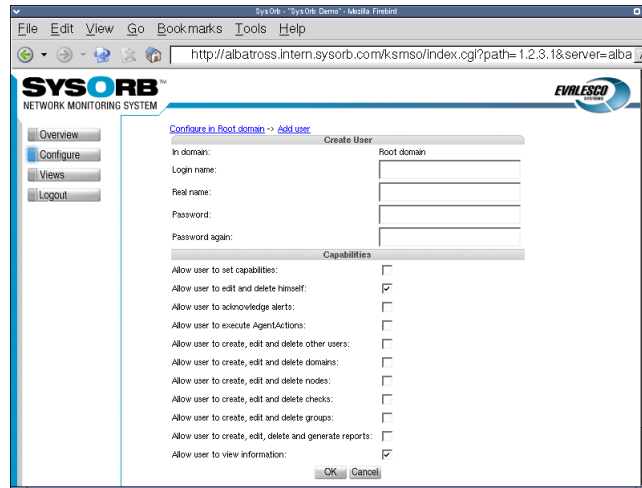 SysOrb - "SysOrb Demo" - Mozilla Firebird
File Edit View Go Bookmarks Tools Help
http://albatross.intern.sysorb.com/ksmso/index.cgi?path=1.2.3.1&server=alba
SYSORB™
NETWORK MONITORING SYSTEM
EVALESCO
SYSTEMS
Overview
Configure
Views
Logout
Configure in Root domain -> Add user
Create User
In domain: Root domain
Login name:
Real name:
Password:
Password again:
Capabilities
Allow user to set capabilities:
Allow user to edit and delete himself:
Allow user to acknowledge alerts:
Allow user to execute AgentActions:
Allow user to create, edit and delete other users:
Allow user to create, edit and delete domains:
Allow user to create, edit and delete nodes:
Allow user to create, edit and delete checks:
Allow user to create, edit and delete groups:
Allow user to create, edit, delete and generate reports:
Allow user to view information:
OK Cancel